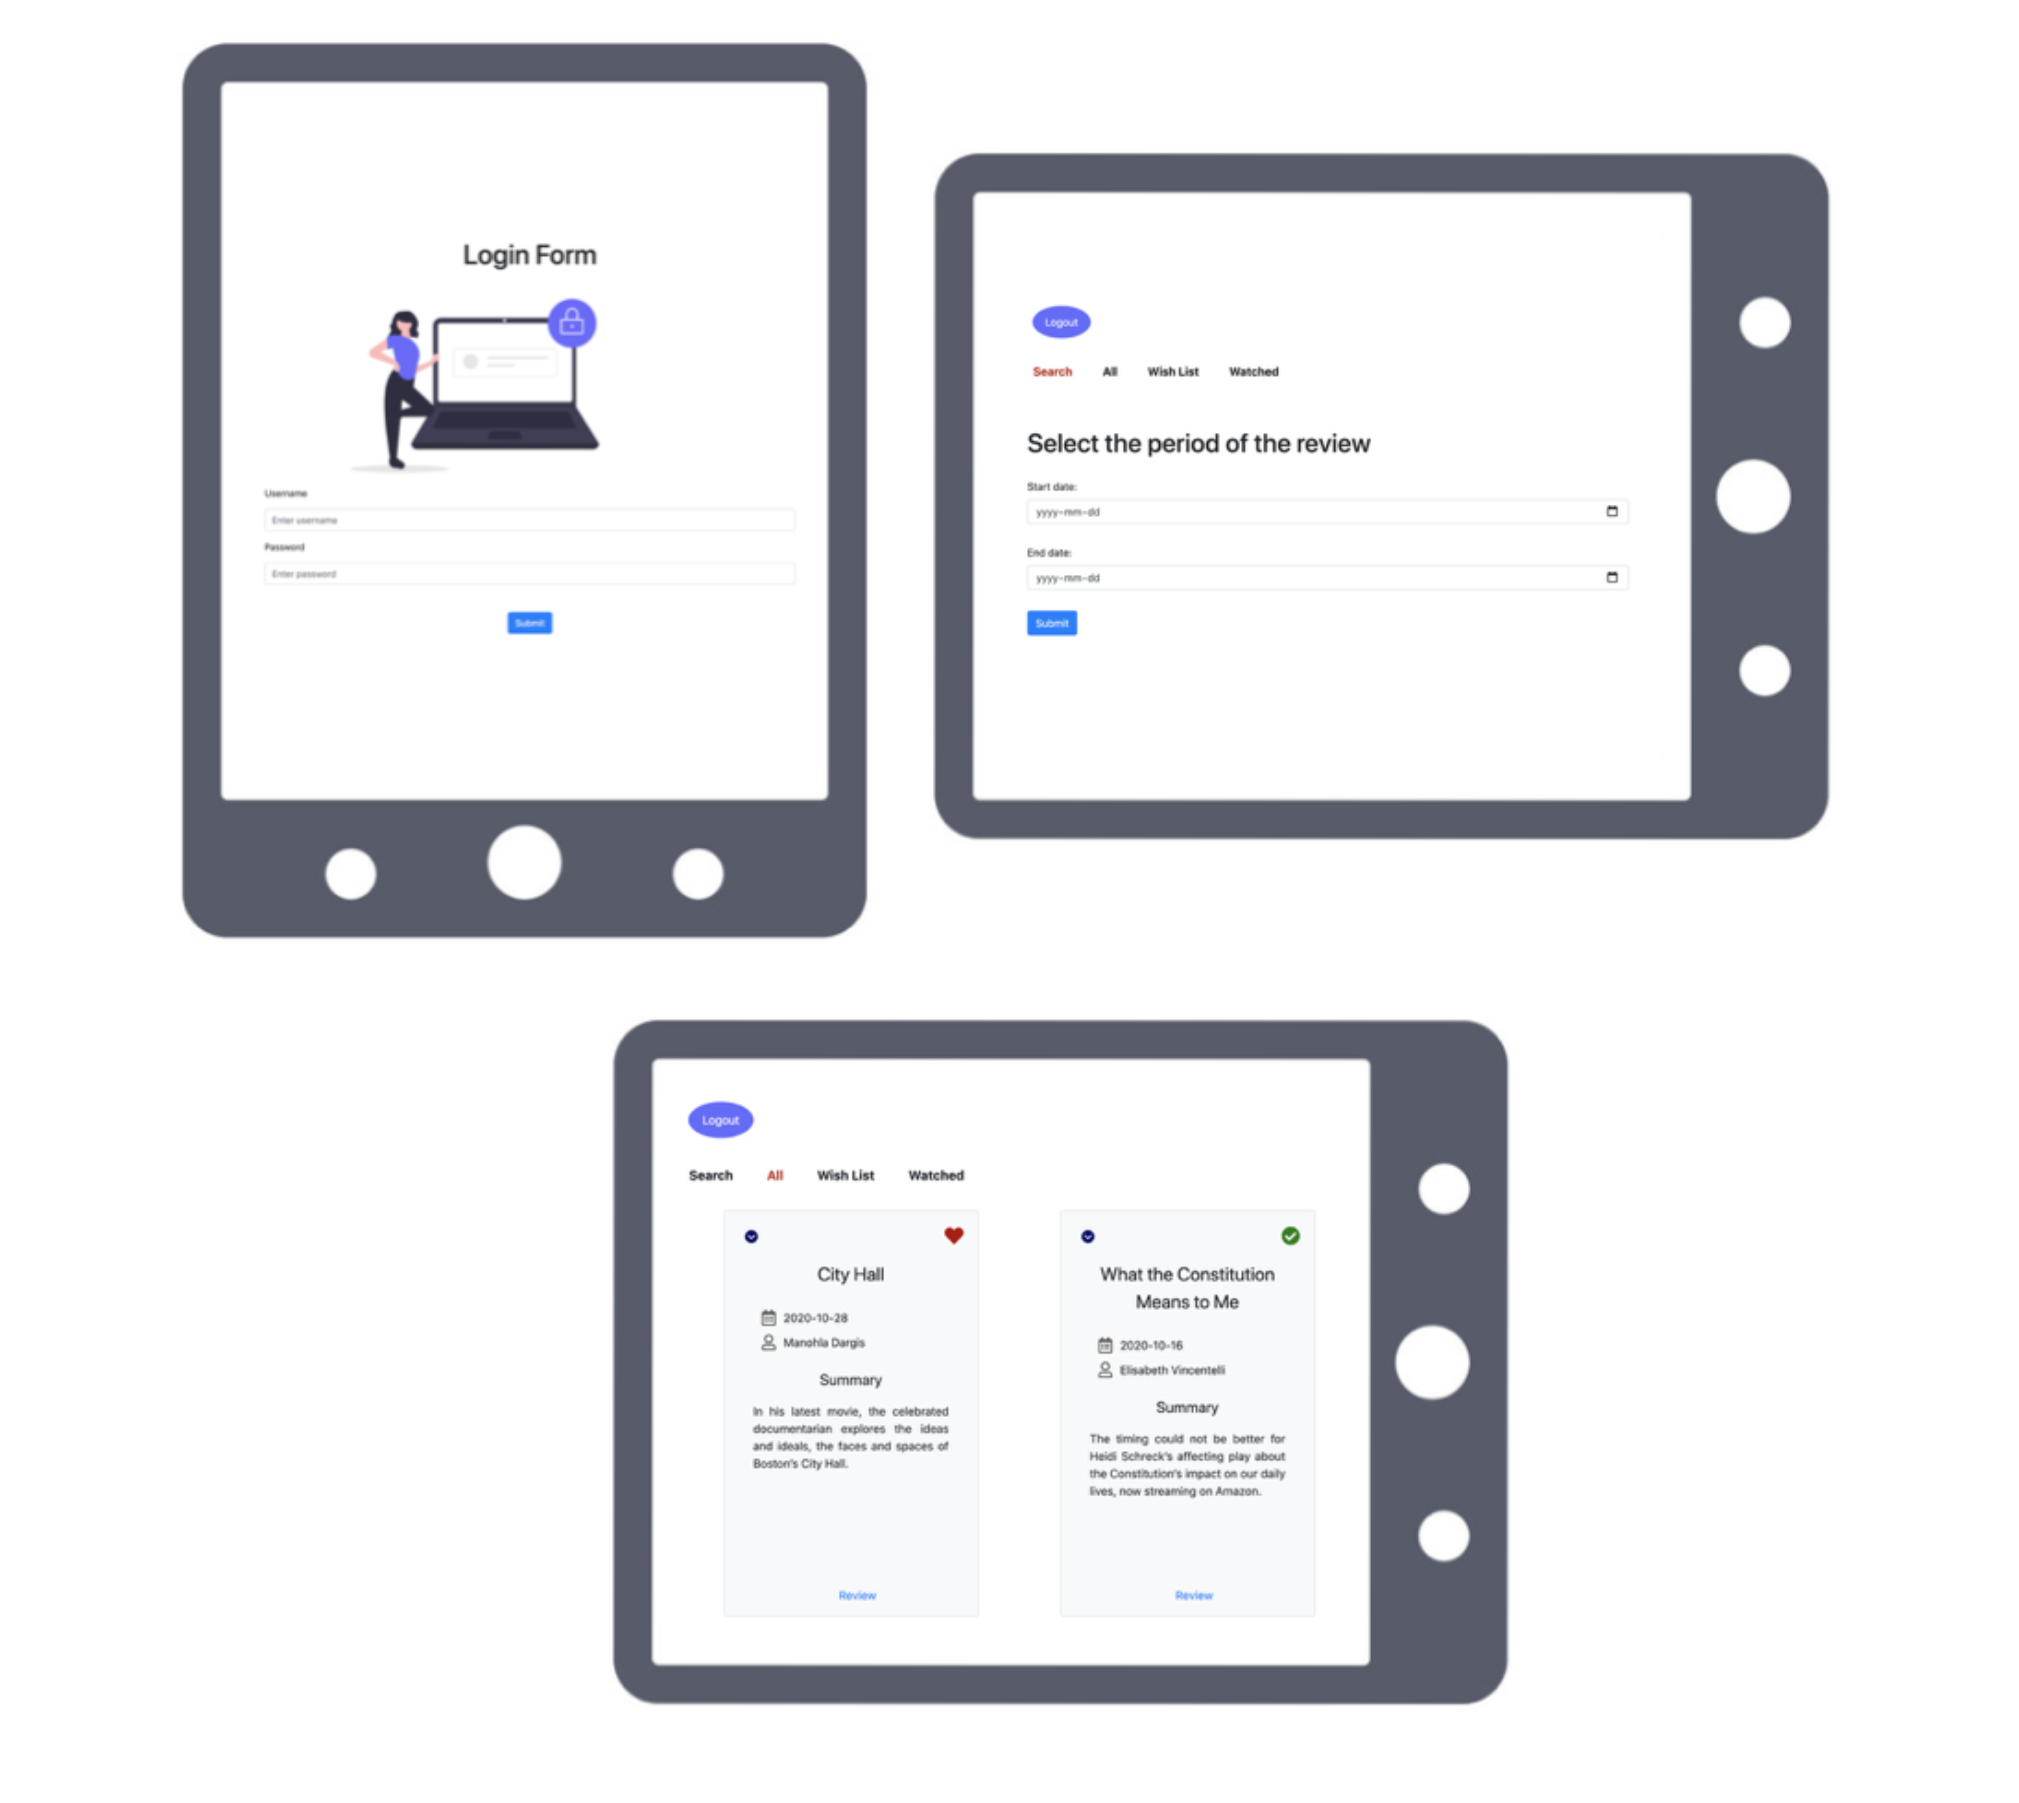 Login Form
Username
Enter username
Password
Enter password
Submit
Logout
Search All Wish List Watched
Select the period of the review
Start date:
yyyy-mm-dd
End date:
yyyy-mm-dd
Submit
Logout
Search All Wish List Watched
City Hall
2020-10-28
Manohla Dargis
Summary
In his latest movie, the celebrated
documentarian explores the ideas
and ideals, the faces and spaces of
Boston's City Hall.
Review
What the Constitution
Means to Me
2020-10-16
Elisabeth Vincentelli
Summary
The timing could not be better for
Heidi Schreck's affecting play about
the Constitution's impact on our daily
lives, now streaming on Amazon.
Review